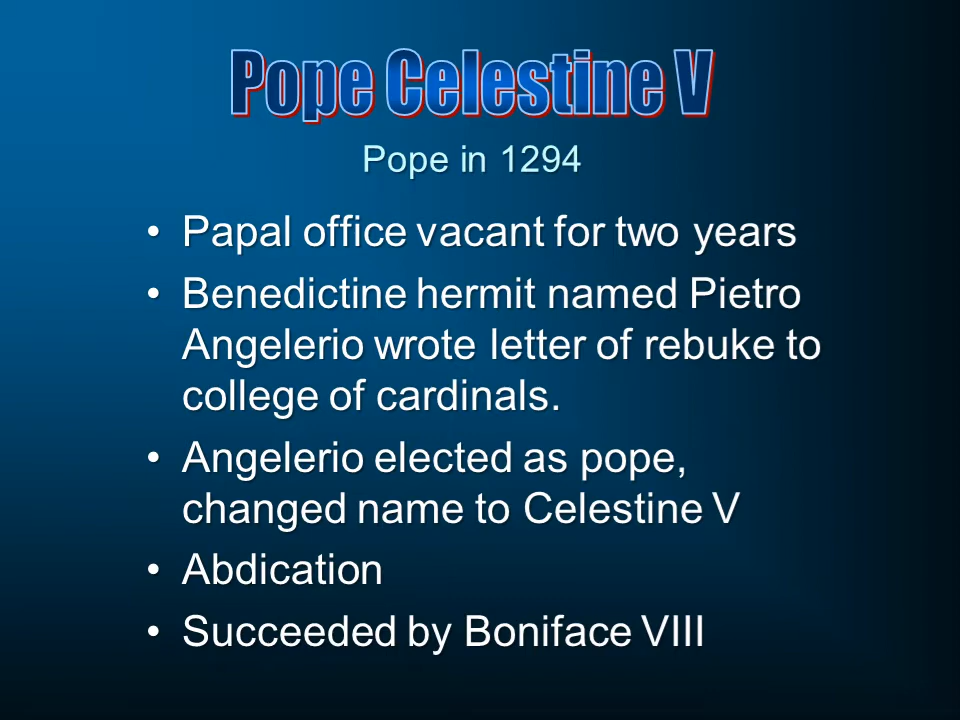 Pope Celestine V
Pope in 1294
• Papal office vacant for two years
• Benedictine hermit named Pietro
Angelerio wrote letter of rebuke to
college of cardinals.
• Angelerio elected as pope,
changed name to Celestine V
• Abdication
• Succeeded by Boniface VIII